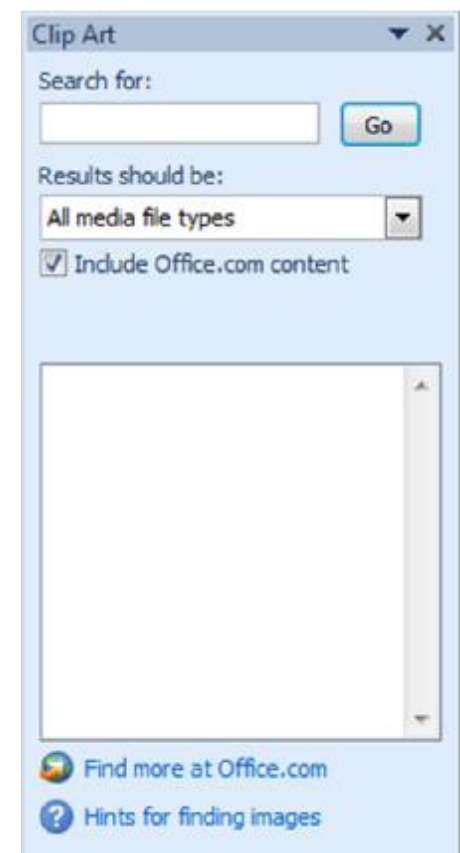 Clip Art
Search for:
Go
Results should be:
All media file types
Include Office.com content
Find more at Office.com
Hints for finding images